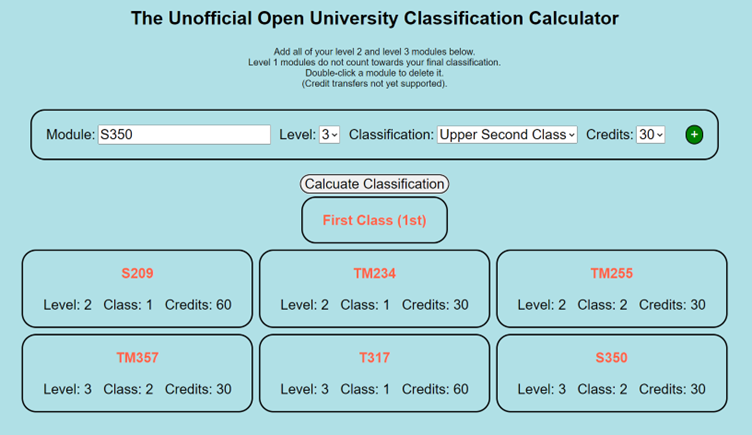 The Unofficial Open University Classification Calculator
Add all of your level 2 and level 3 modules below.
Level 1 modules do not count towards your final classification.
Double-click a module to delete it.
(Credit transfers not yet supported).
Module: S350 Level: 3 Classification: Upper Second Class Credits: 30 +
Calcuate Classification
First Class (1st)
S209
Level: 2 Class: 1 Credits: 60
TM234
Level: 2 Class: 1 Credits: 30
TM255
Level: 2 Class: 2 Credits: 30
TM357
Level: 3 Class: 2 Credits: 30
T317
Level: 3 Class: 1 Credits: 60
S350
Level: 3 Class: 2 Credits: 30